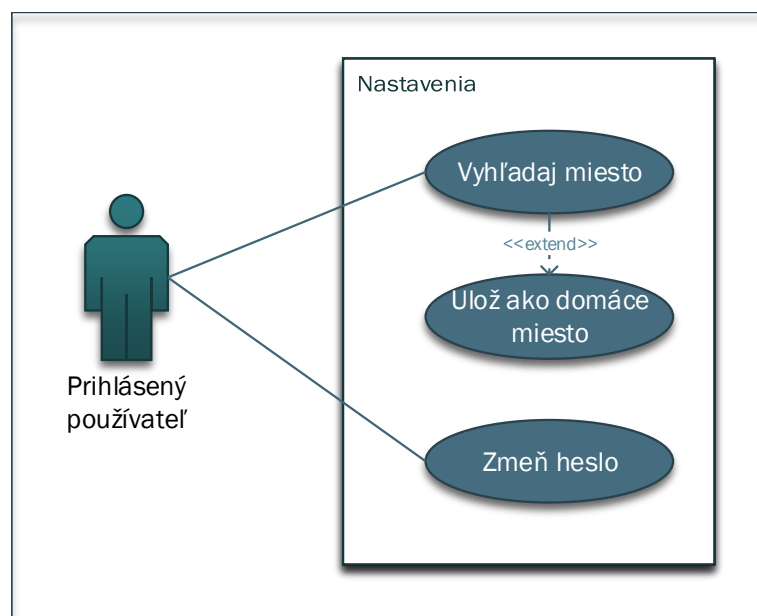 Nastavenia
Vyhľadaj miesto
<<extend>>
Ulož ako domáce
miesto
Prihlásený
používateľ
Zmeň heslo